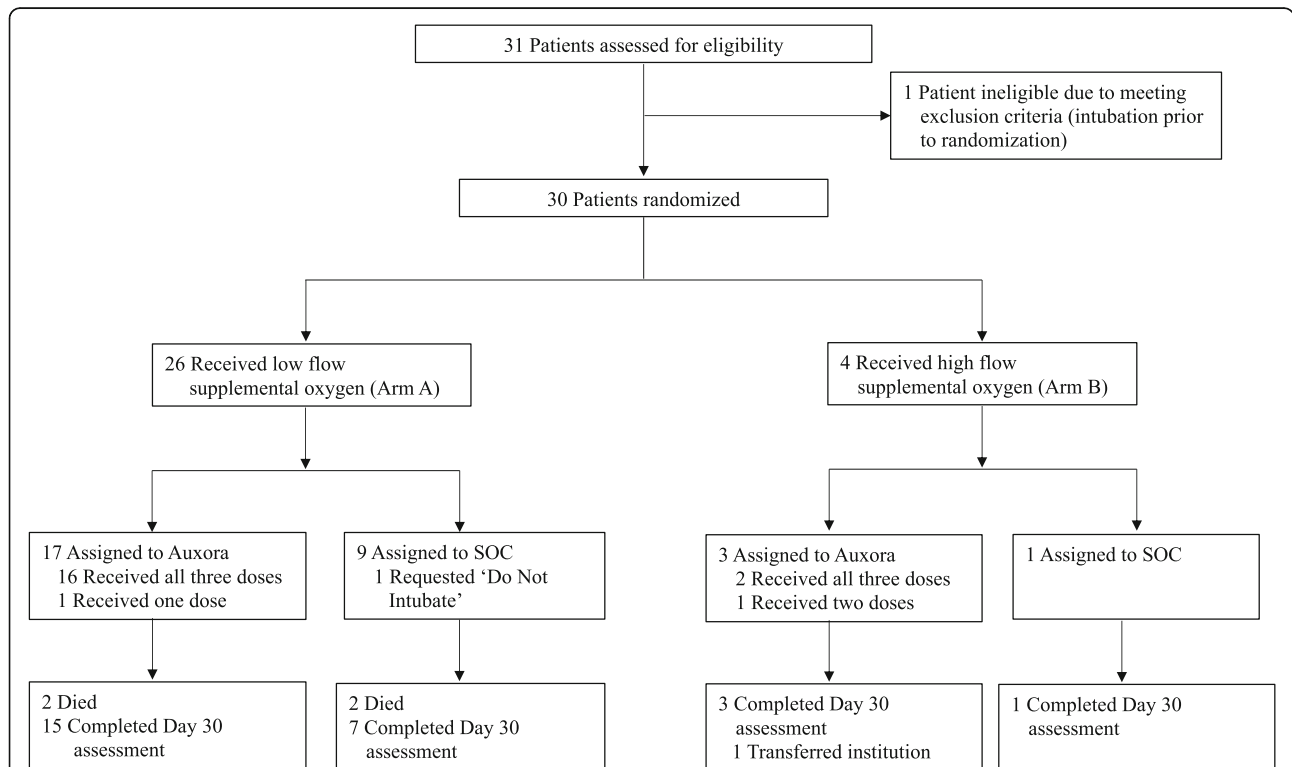 31 Patients assessed for eligibility
1 Patient ineligible due to meeting
exclusion criteria (intubation prior
to randomization)
30 Patients randomized
26 Received low flow
supplemental oxygen (Arm A)
4 Received high flow
supplemental oxygen (Arm B)
17 Assigned to Auxora
16 Received all three doses
1 Received one dose
9 Assigned to SOC
1 Requested ‘Do Not
Intubate’
3 Assigned to Auxora
2 Received all three doses
1 Received two doses
1 Assigned to SOC
2 Died
15 Completed Day 30
assessment
2 Died
7 Completed Day 30
assessment
3 Completed Day 30
assessment
1 Transferred institution
1 Completed Day 30
assessment